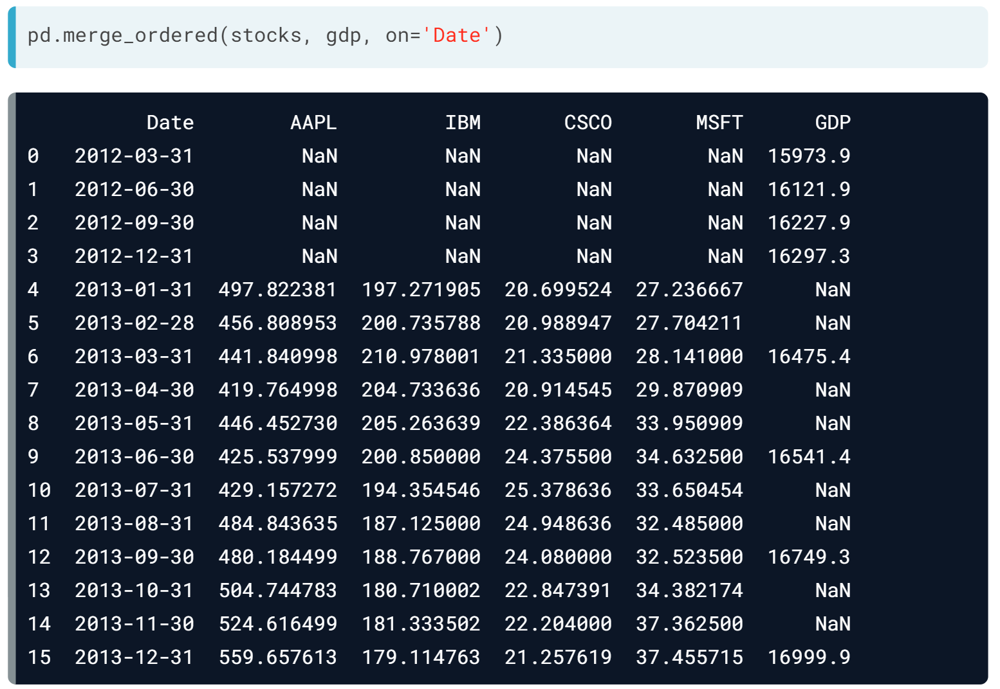 pd.merge_ordered(stocks, gdp, on='Date')
Date AAPL IBM CSCO MSFT GDP
0 2012-03-31 NaN NaN NaN NaN 15973.9
1 2012-06-30 NaN NaN NaN NaN 16121.9
2 2012-09-30 NaN NaN NaN NaN 16227.9
3 2012-12-31 NaN NaN NaN NaN 16297.3
4 2013-01-31 497.822381 197.271905 20.699524 27.236667 NaN
5 2013-02-28 456.808953 200.735788 20.988947 27.704211 NaN
6 2013-03-31 441.840998 210.978001 21.335000 28.141000 16475.4
7 2013-04-30 419.764998 204.733636 20.914545 29.870909 NaN
8 2013-05-31 446.452730 205.263639 22.386364 33.950909 NaN
9 2013-06-30 425.537999 200.850000 24.375500 34.632500 16541.4
10 2013-07-31 429.157272 194.354546 25.378636 33.650454 NaN
11 2013-08-31 484.843635 187.125000 24.948636 32.485000 NaN
12 2013-09-30 480.184499 188.767000 24.080000 32.523500 16749.3
13 2013-10-31 504.744783 180.710002 22.847391 34.382174 NaN
14 2013-11-30 524.616499 181.333502 22.204000 37.362500 NaN
15 2013-12-31 559.657613 179.114763 21.257619 37.455715 16999.9